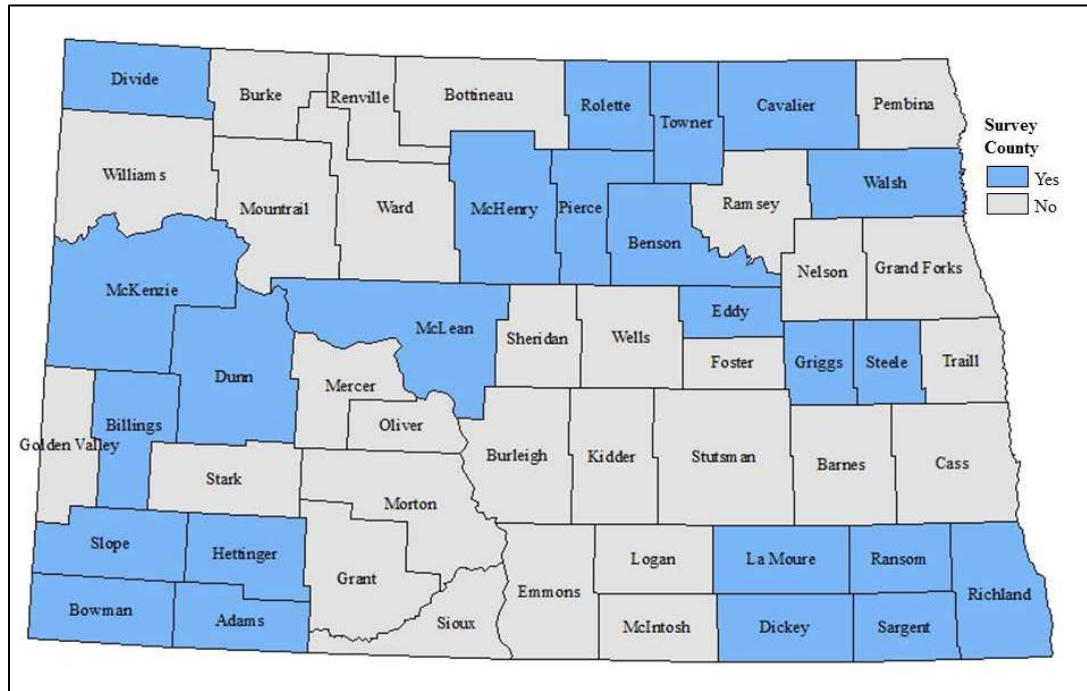 Divide
Burke
Renville
Bottineau
Rolette
Towner
Cavalier
Pembina
Survey
County
Yes
No
Williams
Mountrail
Ward
McHenry
Pierce
Benson
Ramsey
Walsh
Nelson
Grand Forks
McKenzie
Dunn
McLean
Sheridan
Wells
Eddy
Foster
Griggs
Steele
Traill
Golden Valley
Billings
Mercer
Oliver
Stark
Morton
Burleigh
Kidder
Stutsman
Barnes
Cass
Slope
Hettinger
Grant
Bowman
Adams
Sioux
Emmons
Logan
McIntosh
La Moure
Ransom
Richland
Dickey
Sargent